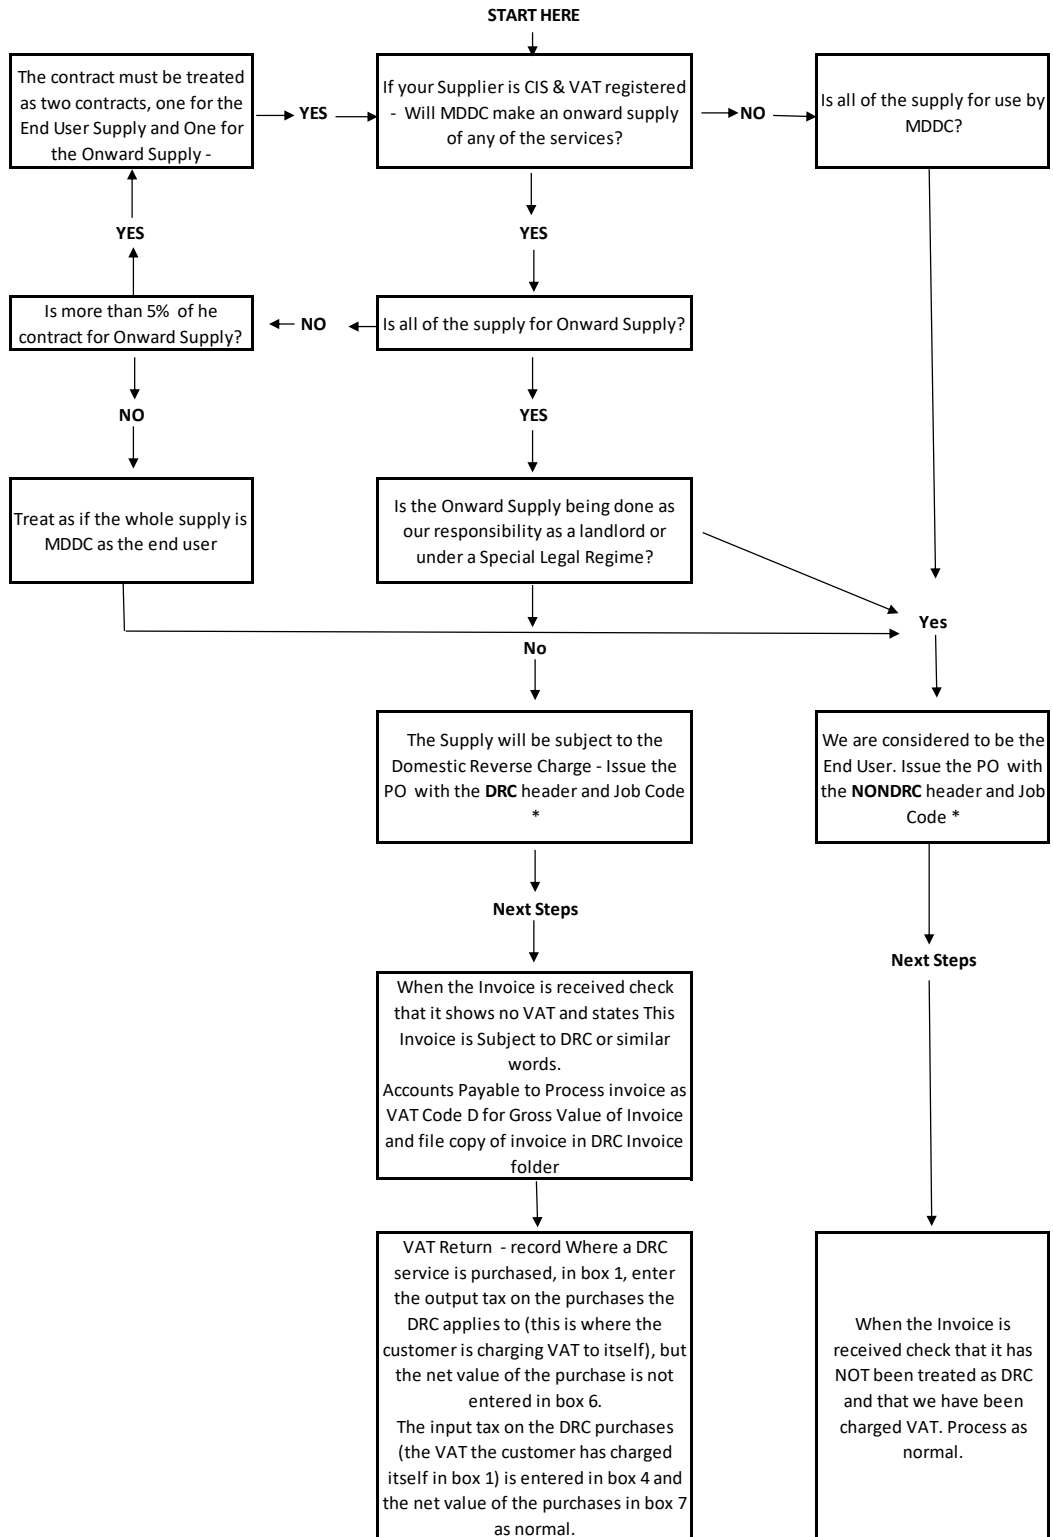 START HERE
The contract must be treated
as two contracts, one for the
End User Supply and One for
the Onward Supply -
YES
If your Supplier is CIS & VAT registered
- Will MDDC make an onward supply
of any of the services?
NO
Is all of the supply for use by
MDDC?
YES
YES
Is more than 5% of he
contract for Onward Supply?
NO
Is all of the supply for Onward Supply?
NO
YES
Treat as if the whole supply is
MDDC as the end user
Is the Onward Supply being done as
our responsibility as a landlord or
under a Special Legal Regime?
Yes
No
The Supply will be subject to the
Domestic Reverse Charge - Issue the
PO with the DRC header and Job Code
*
We are considered to be the
End User. Issue the PO with
the NONDRC header and Job
Code *
Next Steps
Next Steps
When the Invoice is received check
that it shows no VAT and states This
Invoice is Subject to DRC or similar
words.
Accounts Payable to Process invoice as
VAT Code D for Gross Value of Invoice
and file copy of invoice in DRC Invoice
folder
VAT Return - record Where a DRC
service is purchased, in box 1, enter
the output tax on the purchases the
DRC applies to (this is where the
customer is charging VAT to itself), but
the net value of the purchase is not
entered in box 6.
The input tax on the DRC purchases
(the VAT the customer has charged
itself in box 1) is entered in box 4 and
the net value of the purchases in box 7
as normal.
When the Invoice is
received check that it has
NOT been treated as DRC
and that we have been
charged VAT. Process as
normal.